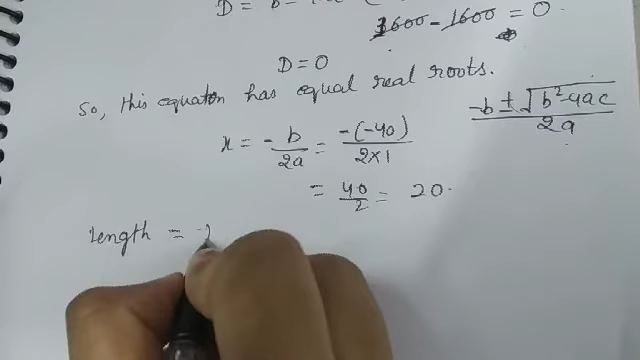 D = b
3600 - 1600 = 0.
D = 0
So, this equaton has equal real roots.
x = - b/2a = -(-40)/2×1
-b ± √b²-4ac/2a
= 40/2 = 20.
Length =